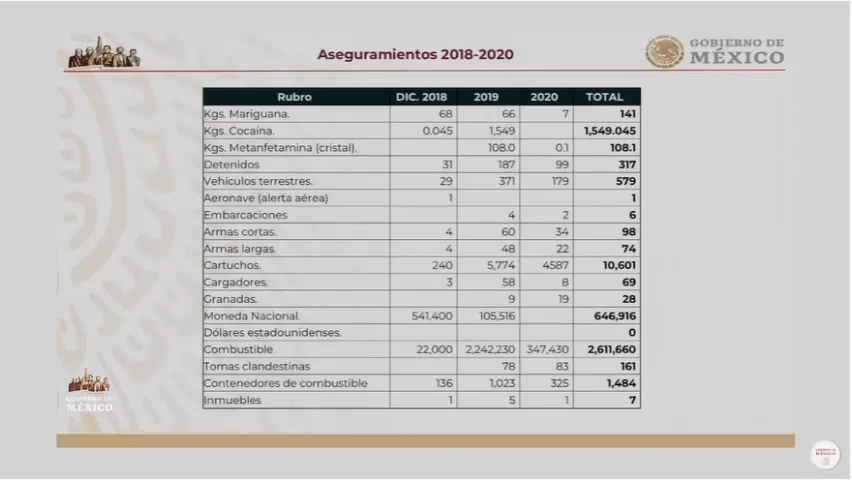 Aseguramientos 2018-2020
GOBIERNO DE
MÉXICO
Rubro DIC. 2018 2019 2020 TOTAL
Kgs. Mariguana. 68 66 7 141
Kgs. Cocaína. 0.045 1,549 1,549.045
Kgs. Metanfetamina (cristal). 108.0 0.1 108.1
Detenidos 31 187 99 317
Vehículos terrestres. 29 371 179 579
Aeronave (alerta aérea) 1 1
Embarcaciones 4 2 6
Armas cortas. 4 60 34 98
Armas largas. 4 48 22 74
Cartuchos. 240 5,774 4587 10,601
Cargadores. 3 58 8 69
Granadas. 9 19 28
Moneda Nacional. 541,400 105,516 646,916
Dólares estadounidenses. 0
Combustible 22,000 2,242,230 347,430 2,611,660
Tomas clandestinas 78 83 161
Contenedores de combustible 136 1,023 325 1,484
Inmuebles 1 5 1 7
GOBIERNO DE
MÉXICO
GOBIERNO DE
MÉXICO